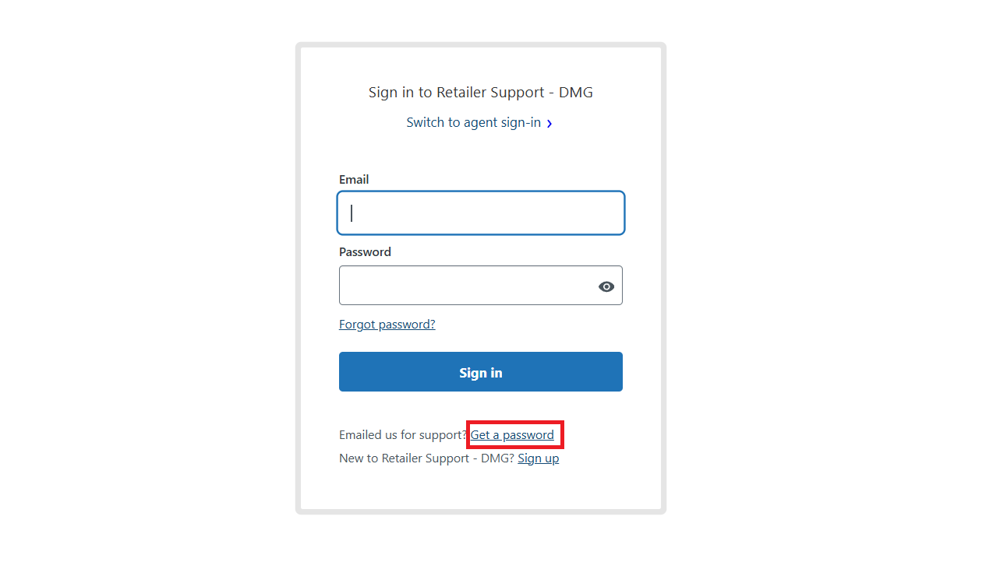 Sign in to Retailer Support - DMG
Switch to agent sign-in ❯
Email
Password
Forgot password?
Sign in
Emailed us for support? Get a password
New to Retailer Support - DMG? Sign up